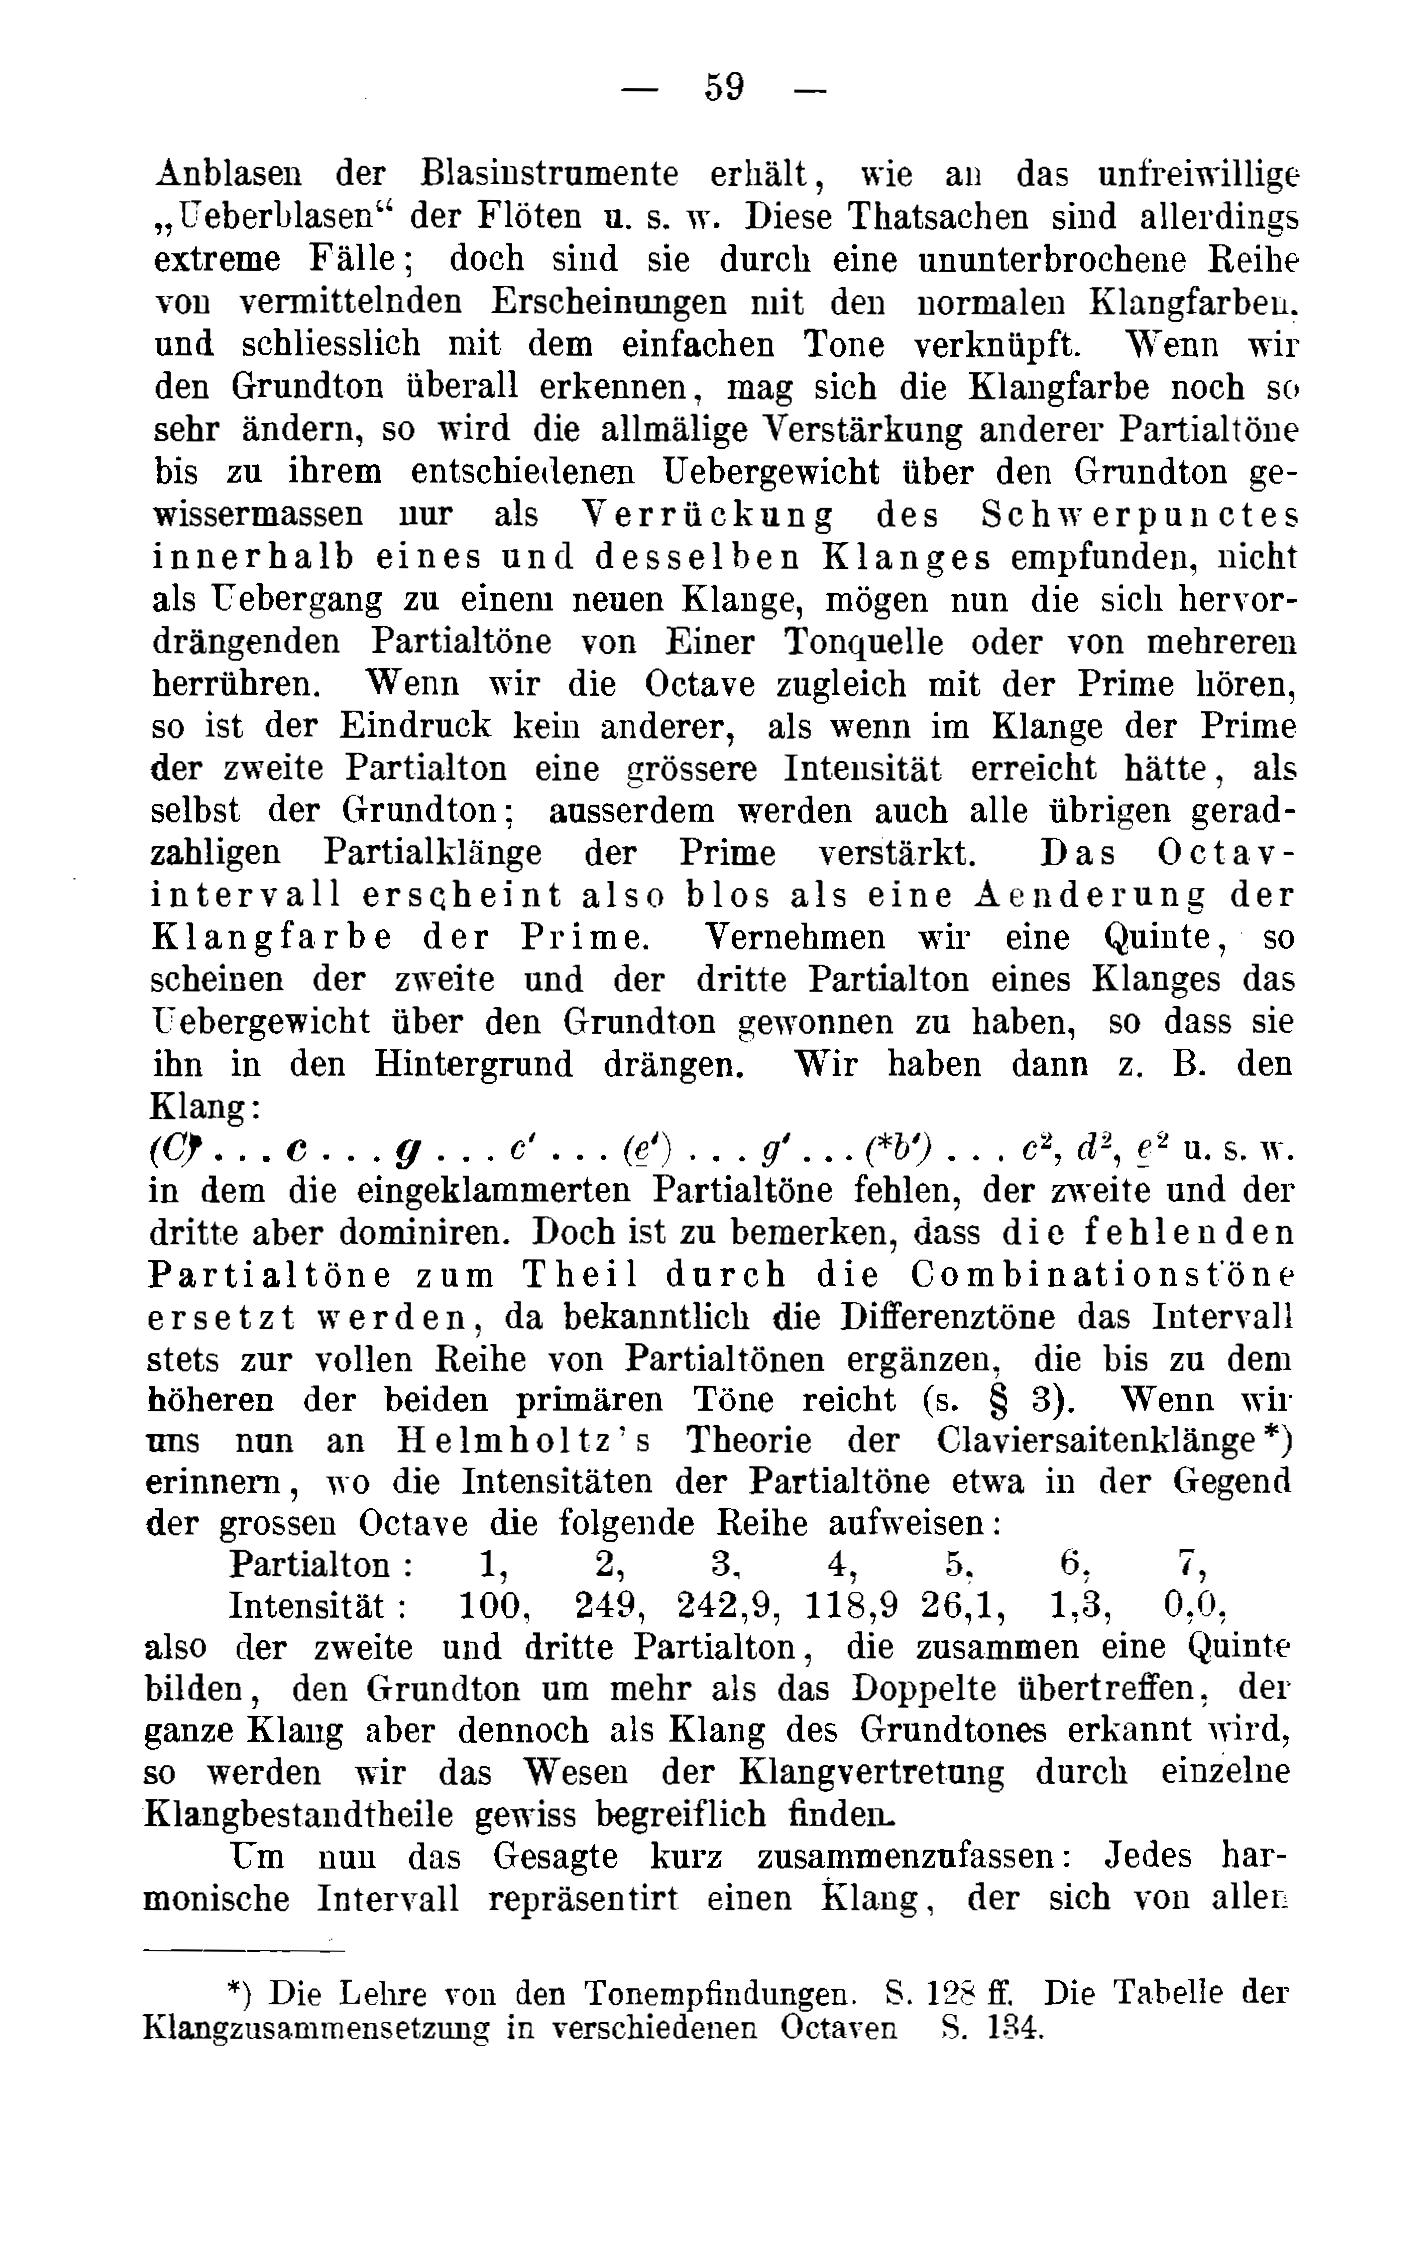 — 59 —
Anblasen der Blasinstrumente erhält, wie an das unfreiwillige
„Ueberblasen“ der Flöten u. s. w. Diese Thatsachen sind allerdings
extreme Fälle; doch sind sie durch eine ununterbrochene Reihe
von vermittelnden Erscheinungen mit den normalen Klangfarben.
und schliesslich mit dem einfachen Tone verknüpft. Wenn wir
den Grundton überall erkennen, mag sich die Klangfarbe noch so
sehr ändern, so wird die allmälige Verstärkung anderer Partialtöne
bis zu ihrem entschiedenen Uebergewicht über den Grundton ge-
wissermassen nur als Verrückung des Schwerpunctes
innerhalb eines und desselben Klanges empfunden, nicht
als Uebergang zu einem neuen Klange, mögen nun die sich hervor-
drängenden Partialtöne von Einer Tonquelle oder von mehreren
herrühren. Wenn wir die Octave zugleich mit der Prime hören,
so ist der Eindruck kein anderer, als wenn im Klange der Prime
der zweite Partialton eine grössere Intensität erreicht hätte, als
selbst der Grundton; ausserdem werden auch alle übrigen gerad-
zahligen Partialklänge der Prime verstärkt. Das Octav-
intervall erscheint also blos als eine Aenderung der
Klangfarbe der Prime. Vernehmen wir eine Quinte, so
scheinen der zweite und der dritte Partialton eines Klanges das
Uebergewicht über den Grundton gewonnen zu haben, so dass sie
ihn in den Hintergrund drängen. Wir haben dann z. B. den
Klang:
(C) . . . c . . . g . . . c' . . . (e') . . . g' . . . (*b') . . . c², d², e² u. s. w.
in dem die eingeklammerten Partialtöne fehlen, der zweite und der
dritte aber dominiren. Doch ist zu bemerken, dass die fehlenden
Partialtöne zum Theil durch die Combinationstöne
ersetzt werden, da bekanntlich die Differenztöne das Intervall
stets zur vollen Reihe von Partialtönen ergänzen, die bis zu dem
höheren der beiden primären Töne reicht (s. § 3). Wenn wir
uns nun an Helmholtz's Theorie der Claviersaitenklänge*)
erinnern, wo die Intensitäten der Partialtöne etwa in der Gegend
der grossen Octave die folgende Reihe aufweisen:
Partialton : 1, 2, 3, 4, 5, 6, 7,
Intensität : 100, 249, 242,9, 118,9 26,1, 1,3, 0,0,
also der zweite und dritte Partialton, die zusammen eine Quinte
bilden, den Grundton um mehr als das Doppelte übertreffen, der
ganze Klang aber dennoch als Klang des Grundtones erkannt wird,
so werden wir das Wesen der Klangvertretung durch einzelne
Klangbestandtheile gewiss begreiflich finden.
Um nun das Gesagte kurz zusammenzufassen: Jedes har-
monische Intervall repräsentirt einen Klang, der sich von allen
*) Die Lehre von den Tonempfindungen. S. 128 ff. Die Tabelle der
Klangzusammensetzung in verschiedenen Octaven S. 134.